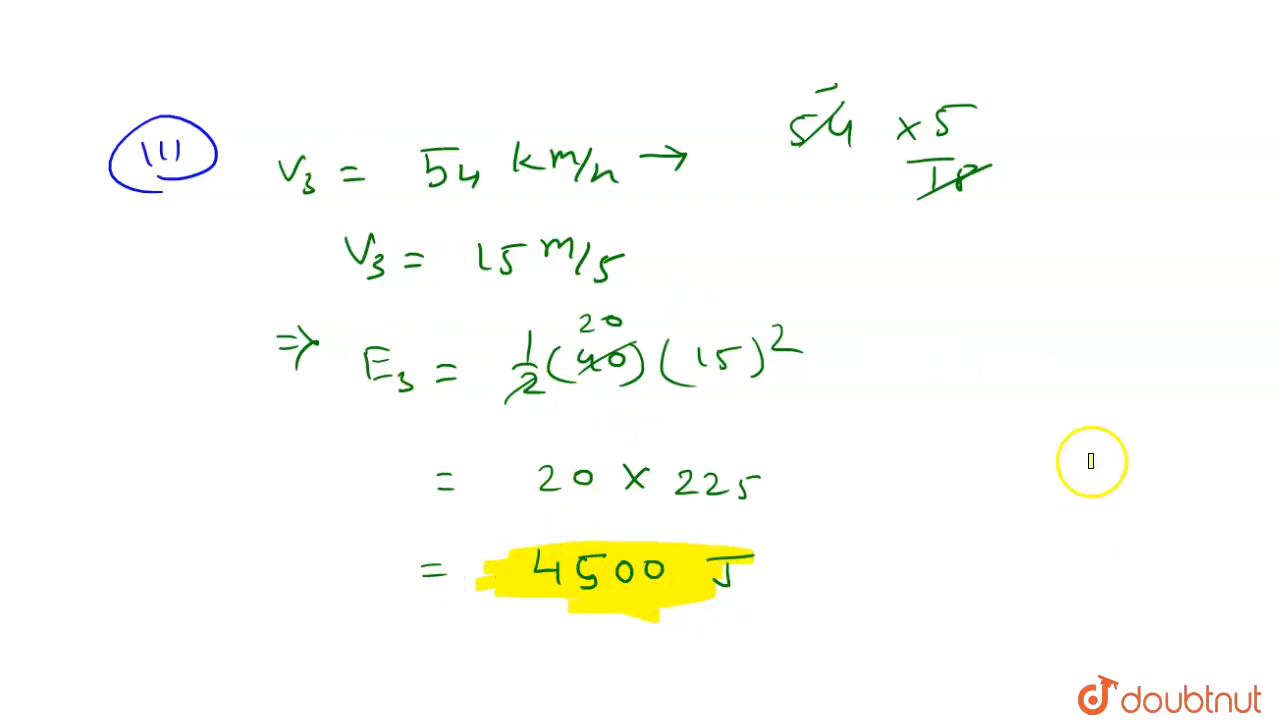 (III) V₃ = 54 km/h → 54 × 5/18
V₃ = 15 m/s
⇒ E₃ = 1/2 (40) (15)²
20
= 20 × 225
= 4500 J
doubtnut